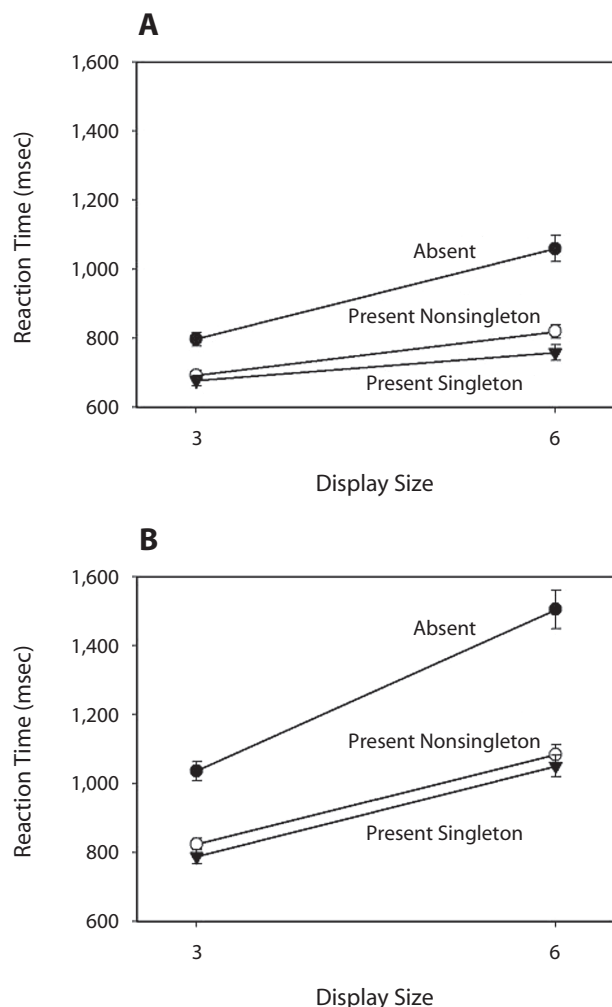 A
1,600
1,400
1,200
1,000
800
600
Reaction Time (msec)
Absent
Present Nonsingleton
Present Singleton
3 6
Display Size
B
1,600
1,400
1,200
1,000
800
600
Reaction Time (msec)
Absent
Present Nonsingleton
Present Singleton
3 6
Display Size